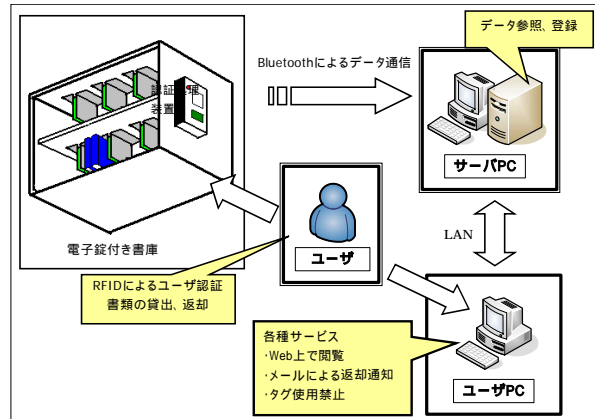 データ参照、登録
Bluetoothによるデータ通信
認証処理
装置
サーバPC
電子錠付き書庫
ユーザ
LAN
RFIDによるユーザ認証
書類の貸出、返却
各種サービス
・Web上で閲覧
・メールによる返却通知
・タグ使用禁止
ユーザPC